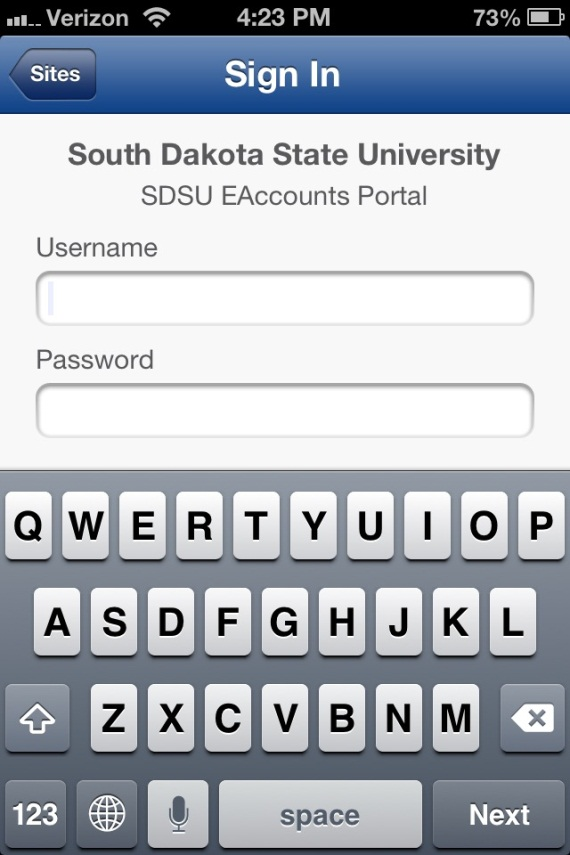 Verizon 4:23 PM 73%
Sites Sign In
South Dakota State University
SDSU EAccounts Portal
Username
Password
Q W E R T Y U I O P
A S D F G H J K L
Z X C V B N M
123 space Next